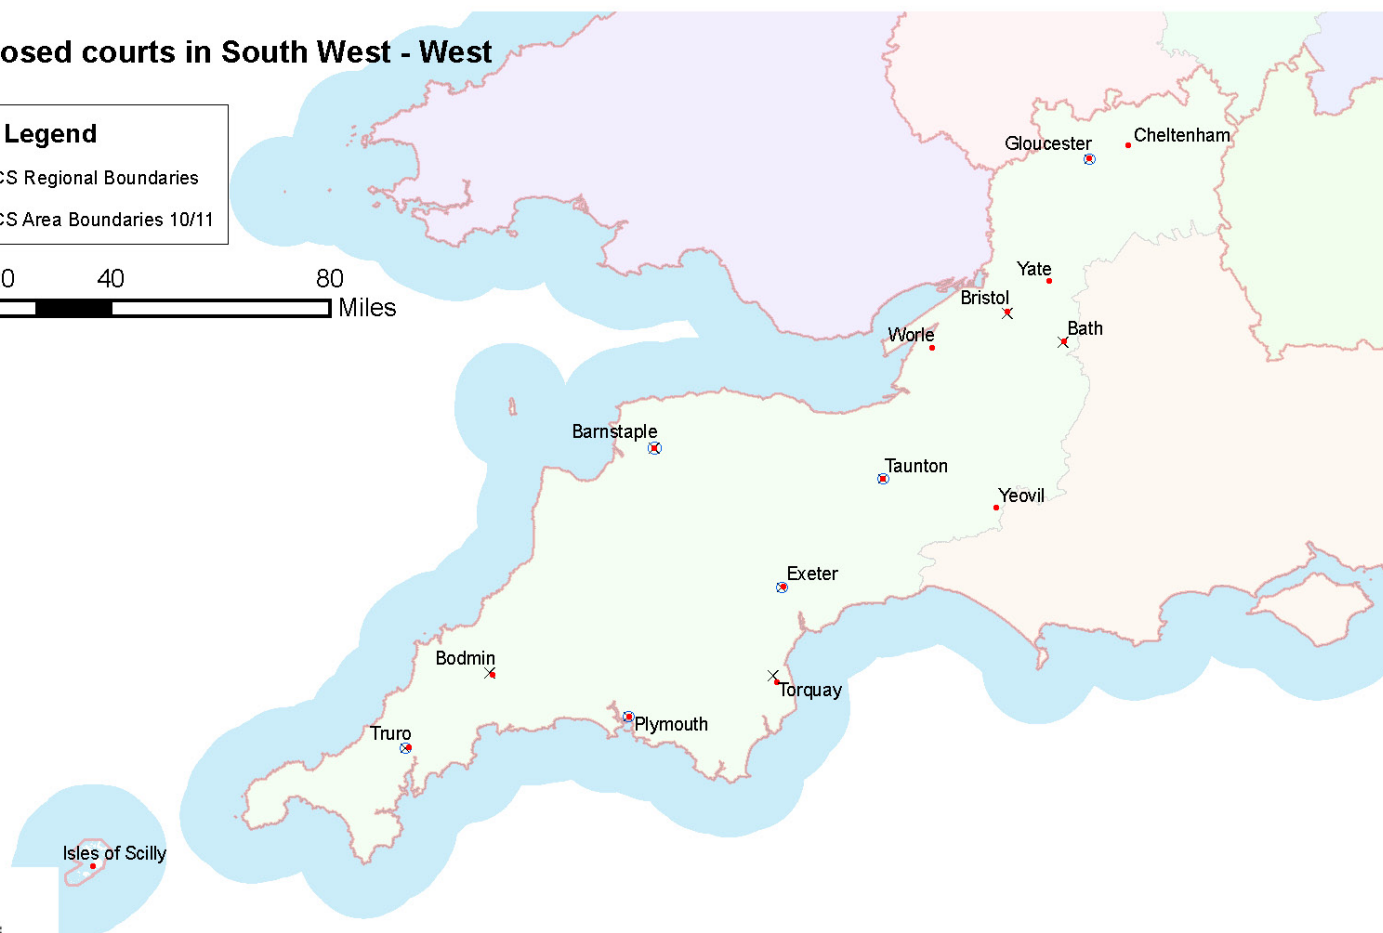 osed courts in South West - West
Legend
CS Regional Boundaries
CS Area Boundaries 10/11
0 40 80
Miles
Cheltenham
Gloucester
Yate
Bristol
Bath
Worle
Barnstaple
Taunton
Yeovil
Exeter
Bodmin
Torquay
Plymouth
Truro
Isles of Scilly